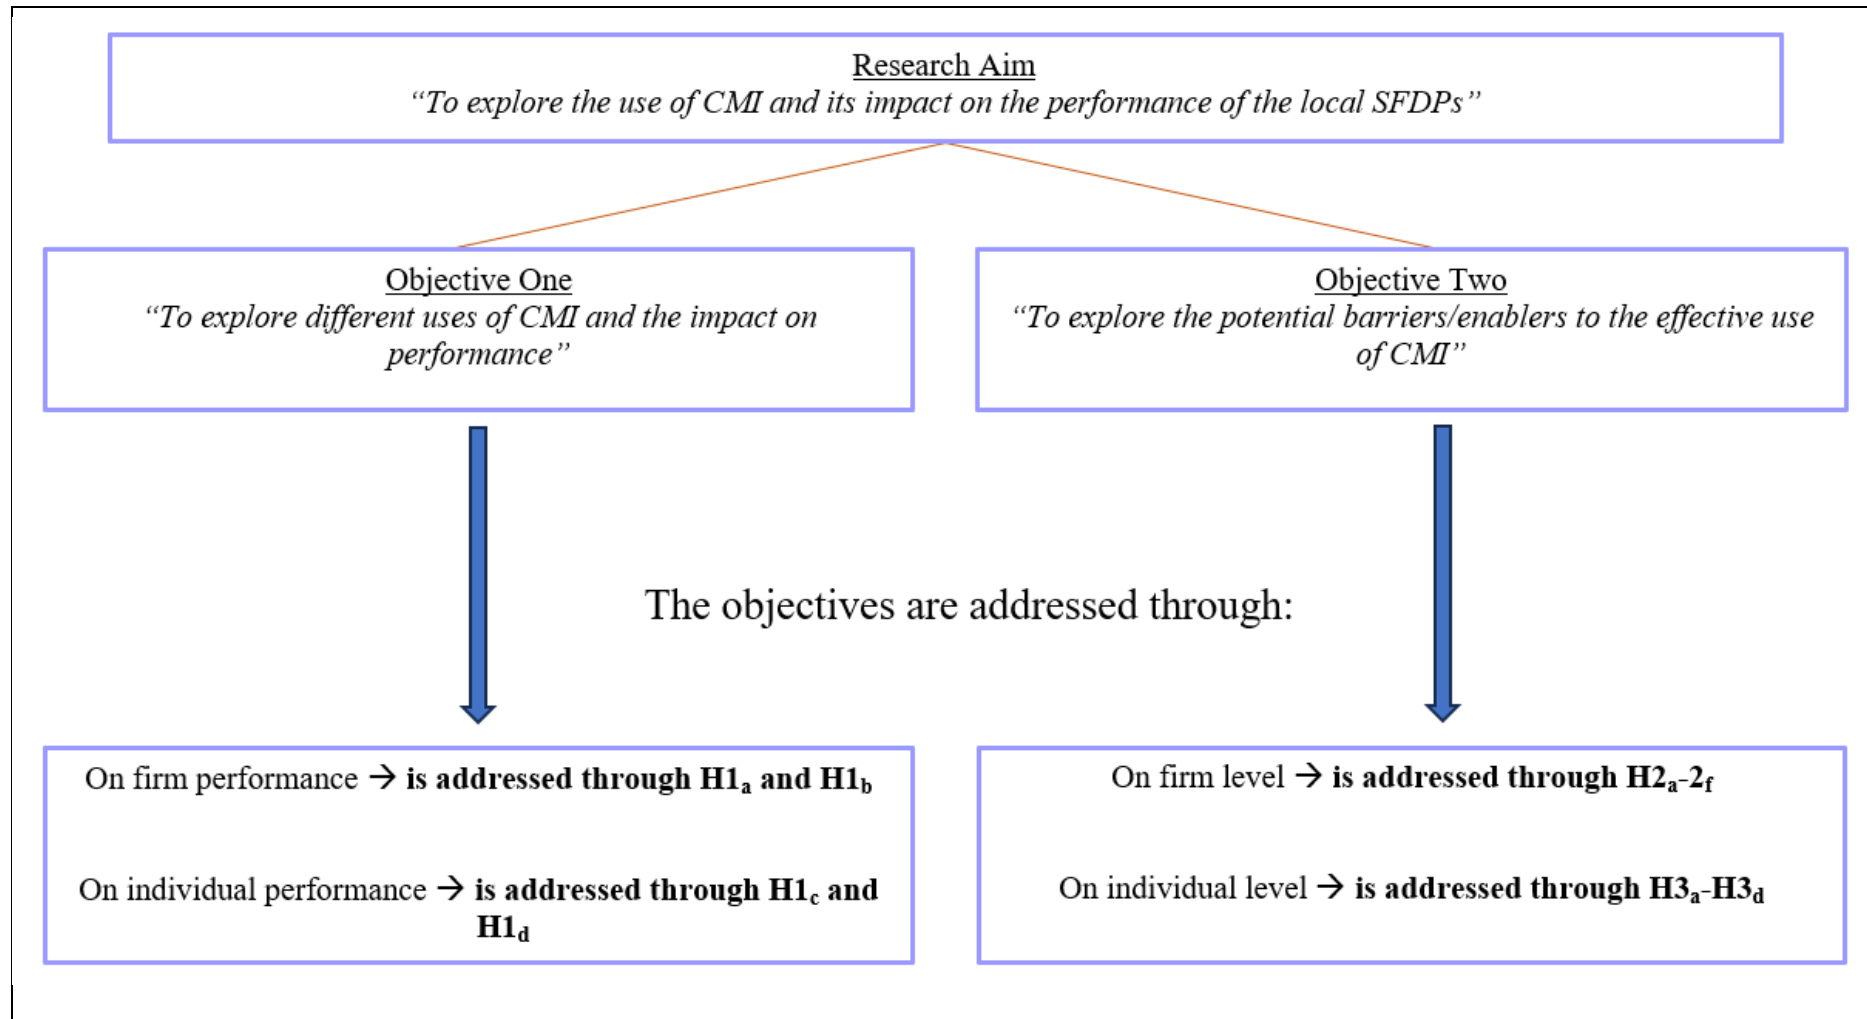 Research Aim
“To explore the use of CMI and its impact on the performance of the local SFDPs”
Objective One
“To explore different uses of CMI and the impact on
performance”
Objective Two
“To explore the potential barriers/enablers to the effective use
of CMI”
The objectives are addressed through:
On firm performance → is addressed through H1a and H1b
On individual performance → is addressed through H1c and
H1d
On firm level → is addressed through H2a-2f
On individual level → is addressed through H3a-H3d